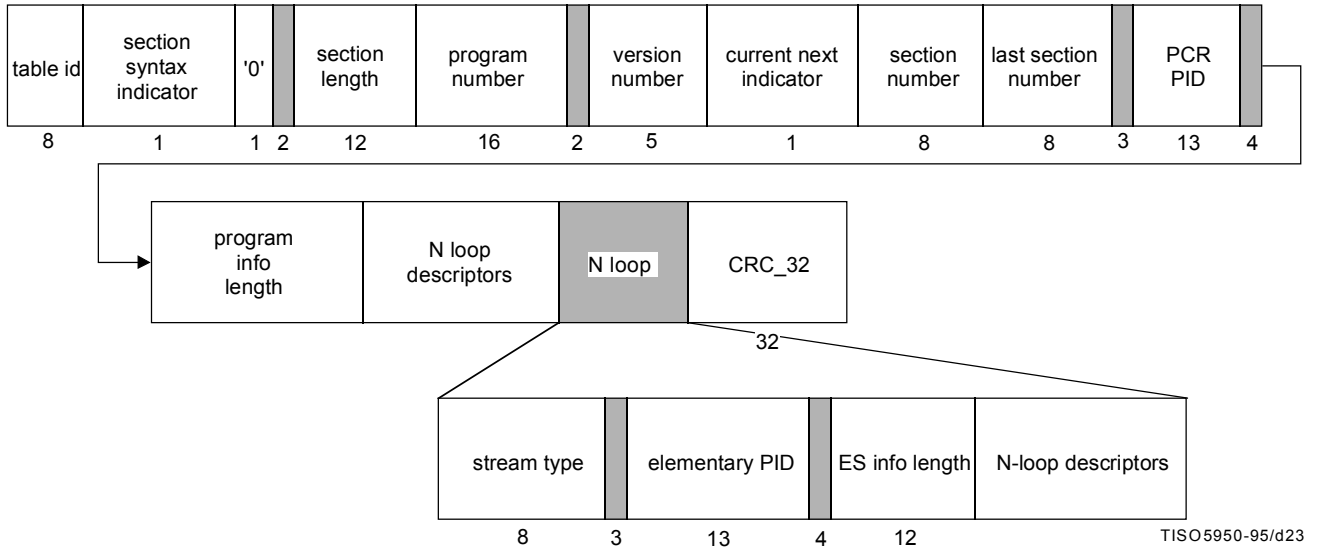 table id
section
syntax
indicator
'0'
section
length
program
number
version
number
current next
indicator
section
number
last section
number
PCR
PID
8
1
1
2
12
16
2
5
1
8
8
3
13
4
program
info
length
N loop
descriptors
N loop
CRC_32
32
stream type
elementary PID
ES info length
N-loop descriptors
8
3
13
4
12
TISO5950-95/d23